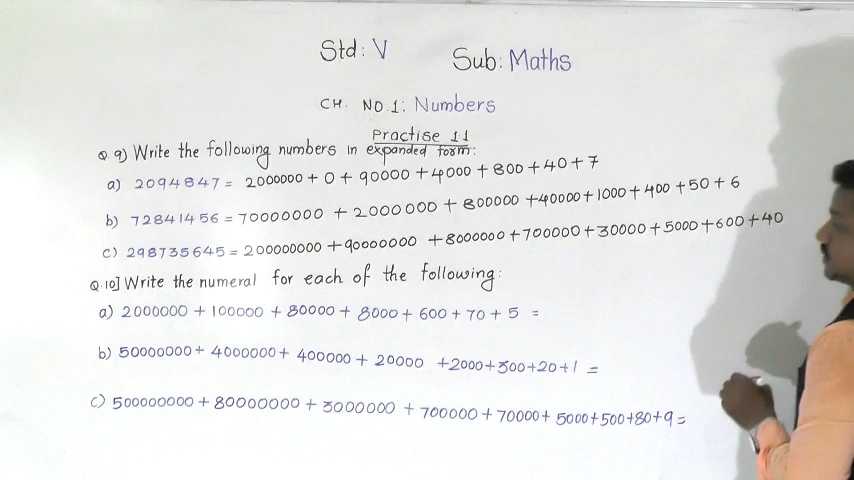 Std: V Sub: Maths
CH. NO.1: Numbers
Practise 11
Q.9) Write the following numbers in expanded form:
a) 2094847 = 2000000 + 0 + 90000 + 4000 + 800 + 40 + 7
b) 72841456 = 70000000 + 2000000 + 800000 + 40000 + 1000 + 400 + 50 + 6
c) 298735645 = 200000000 + 90000000 + 8000000 + 700000 + 30000 + 5000 + 600 + 40
Q.10] Write the numeral for each of the following:
a) 2000000 + 100000 + 80000 + 8000 + 600 + 70 + 5 =
b) 50000000 + 4000000 + 400000 + 20000 + 2000 + 300 + 20 + 1 =
c) 500000000 + 80000000 + 3000000 + 700000 + 70000 + 5000 + 500 + 80 + 9 =